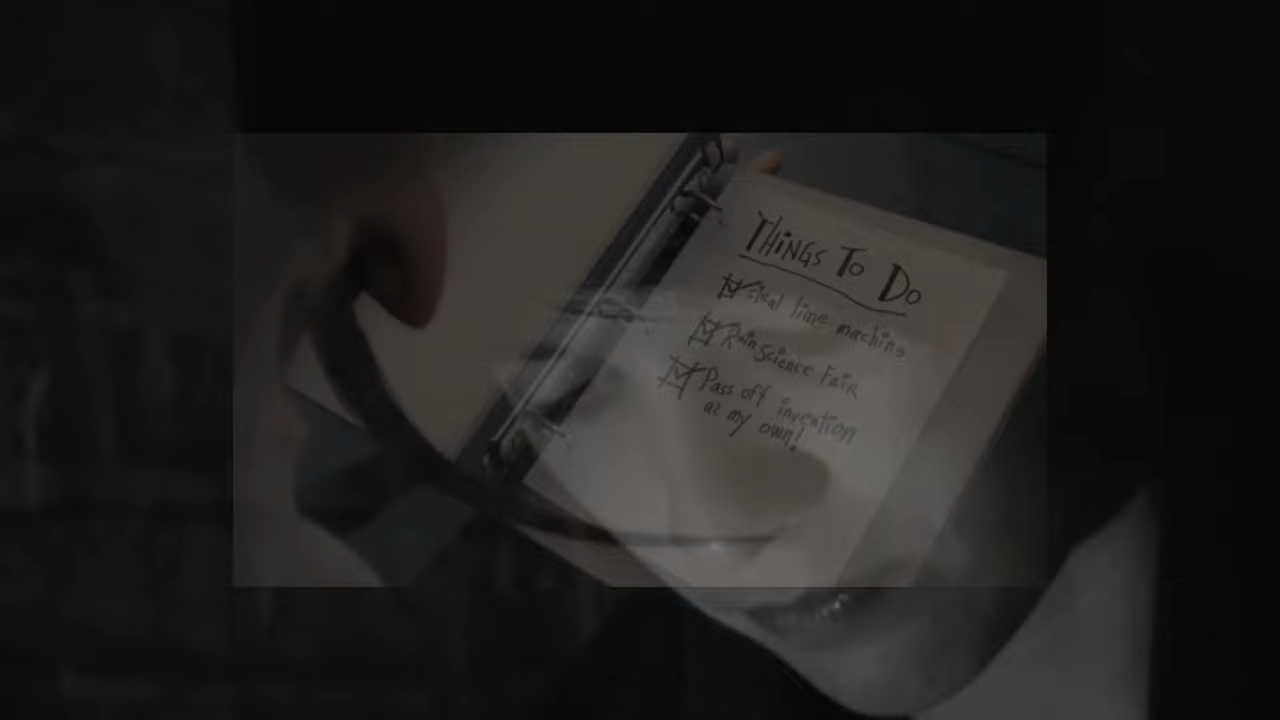 THINGS TO DO
steal time machine
Ruin Science Fair
Pass off invention
as my own!